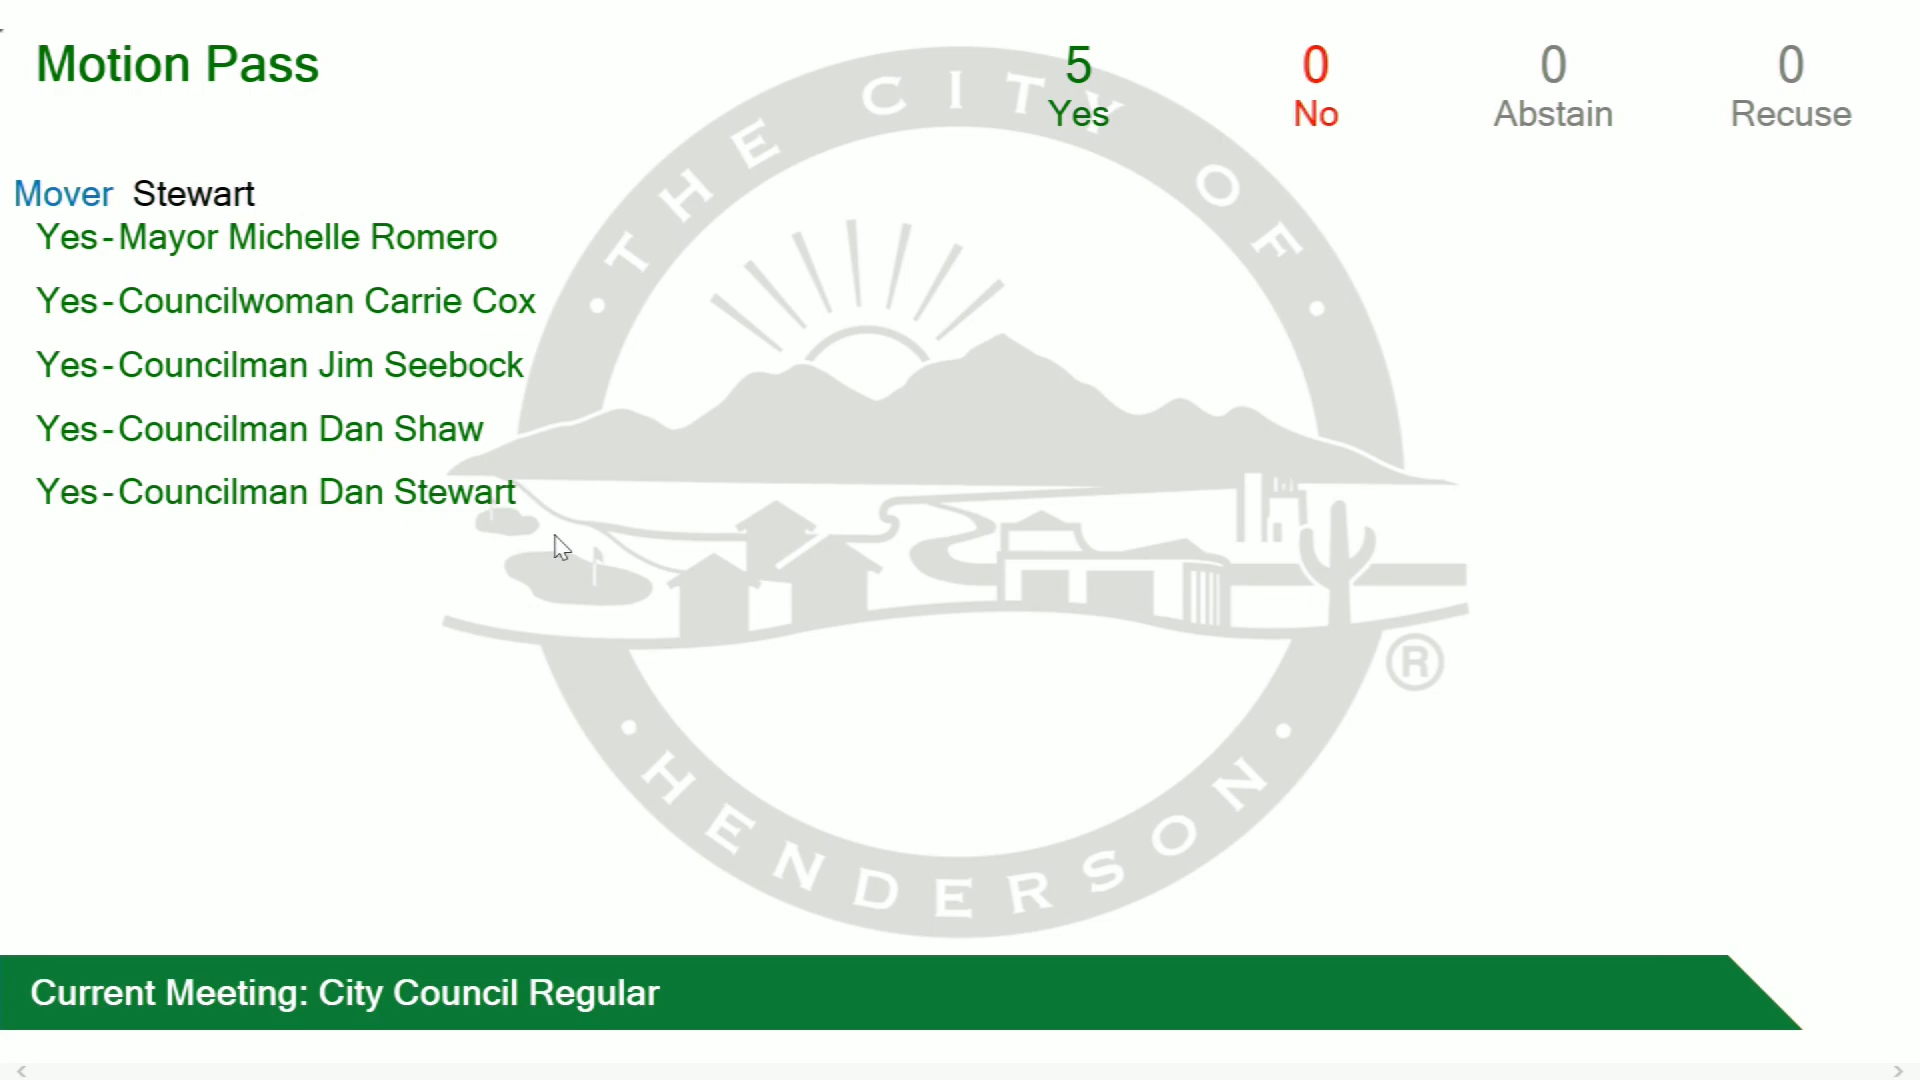 Motion Pass
5 0 0 0
Yes No Abstain Recuse
Mover Stewart
Yes-Mayor Michelle Romero
Yes-Councilwoman Carrie Cox
Yes-Councilman Jim Seebock
Yes-Councilman Dan Shaw
Yes-Councilman Dan Stewart
• THE CITY OF •
• HENDERSON •
®
Current Meeting: City Council Regular